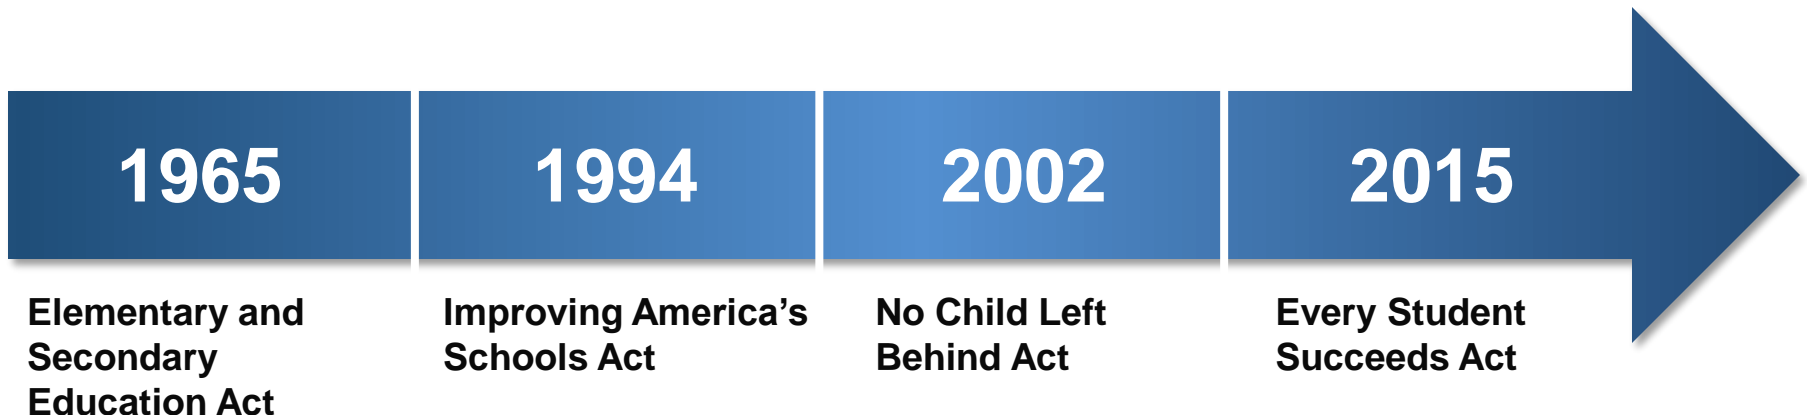 1965
1994
2002
2015
Elementary and
Secondary
Education Act
Improving America’s
Schools Act
No Child Left
Behind Act
Every Student
Succeeds Act